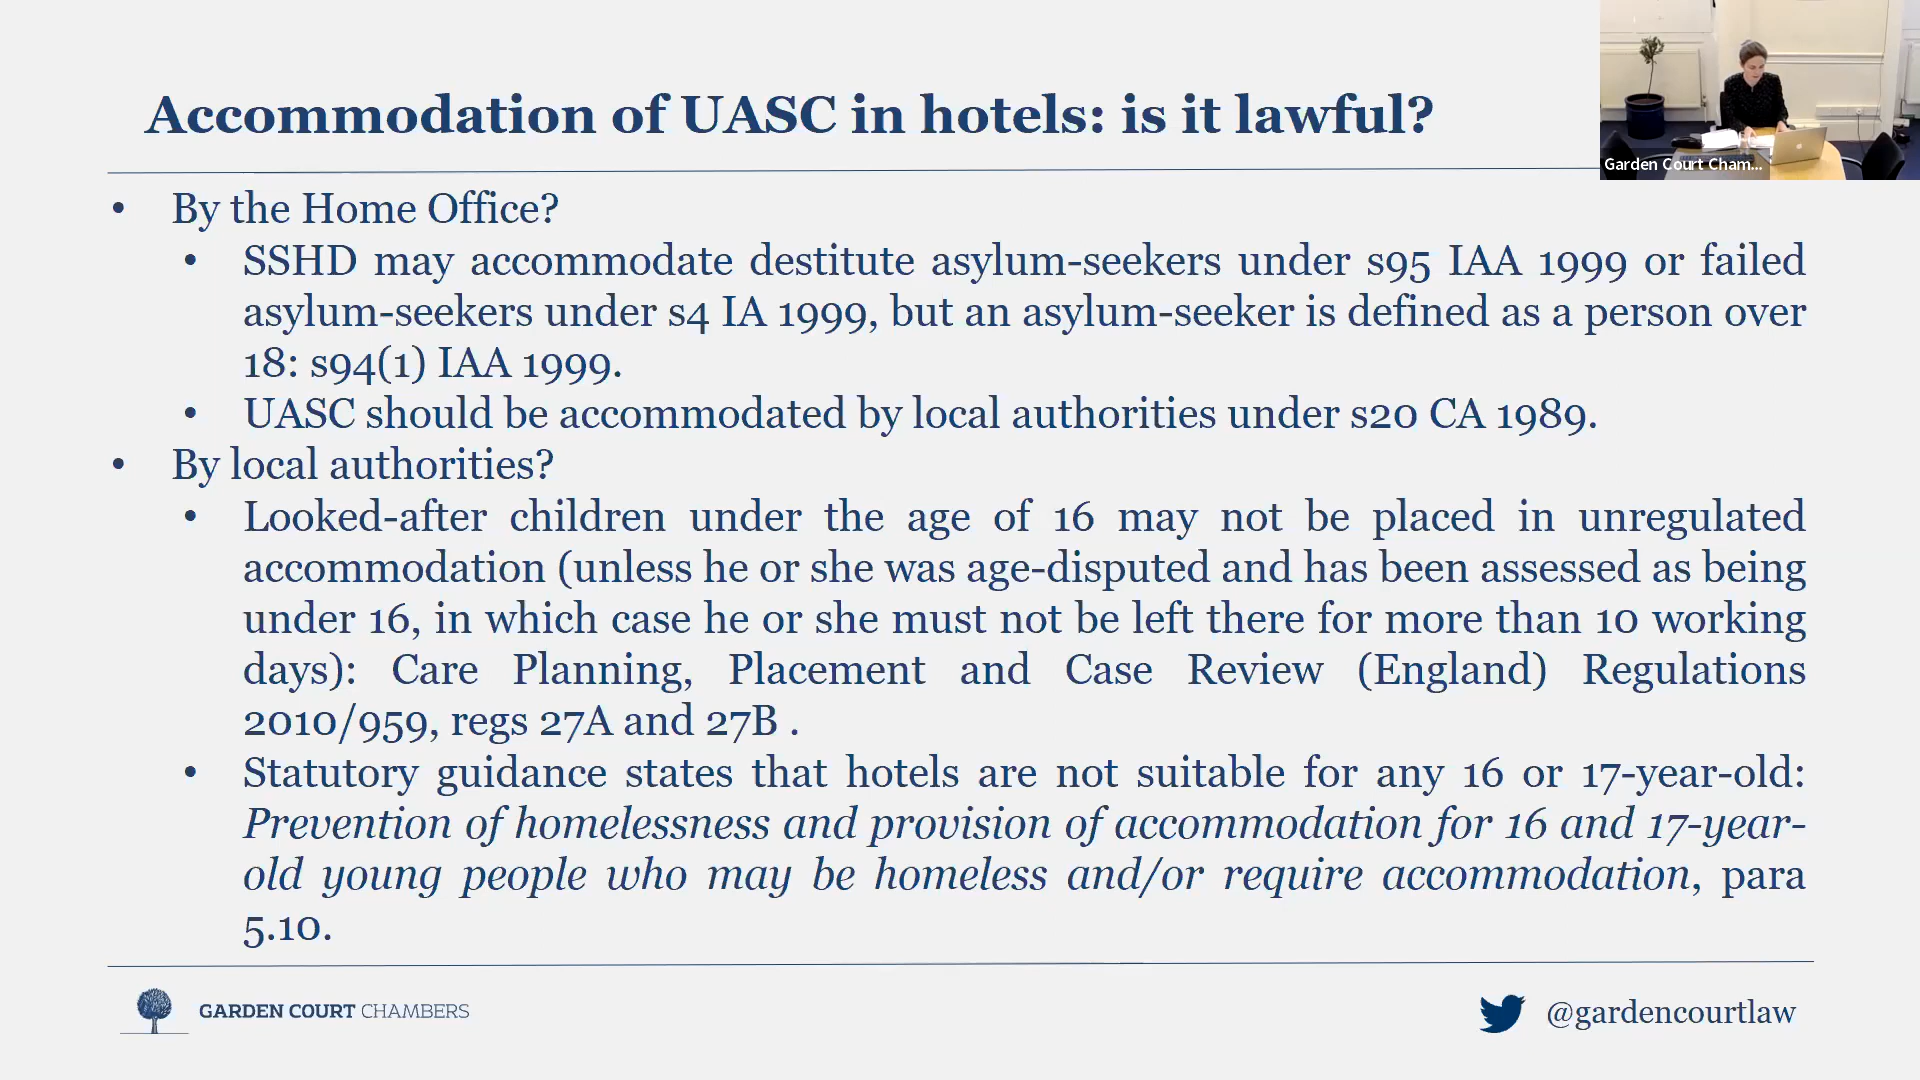 Accommodation of UASC in hotels: is it lawful?
Garden Court Cham...
• By the Home Office?
• SSHD may accommodate destitute asylum-seekers under s95 IAA 1999 or failed
asylum-seekers under s4 IA 1999, but an asylum-seeker is defined as a person over
18: s94(1) IAA 1999.
• UASC should be accommodated by local authorities under s20 CA 1989.
• By local authorities?
• Looked-after children under the age of 16 may not be placed in unregulated
accommodation (unless he or she was age-disputed and has been assessed as being
under 16, in which case he or she must not be left there for more than 10 working
days): Care Planning, Placement and Case Review (England) Regulations
2010/959, regs 27A and 27B .
• Statutory guidance states that hotels are not suitable for any 16 or 17-year-old:
Prevention of homelessness and provision of accommodation for 16 and 17-year-
old young people who may be homeless and/or require accommodation, para
5.10.
GARDEN COURT CHAMBERS
@gardencourtlaw